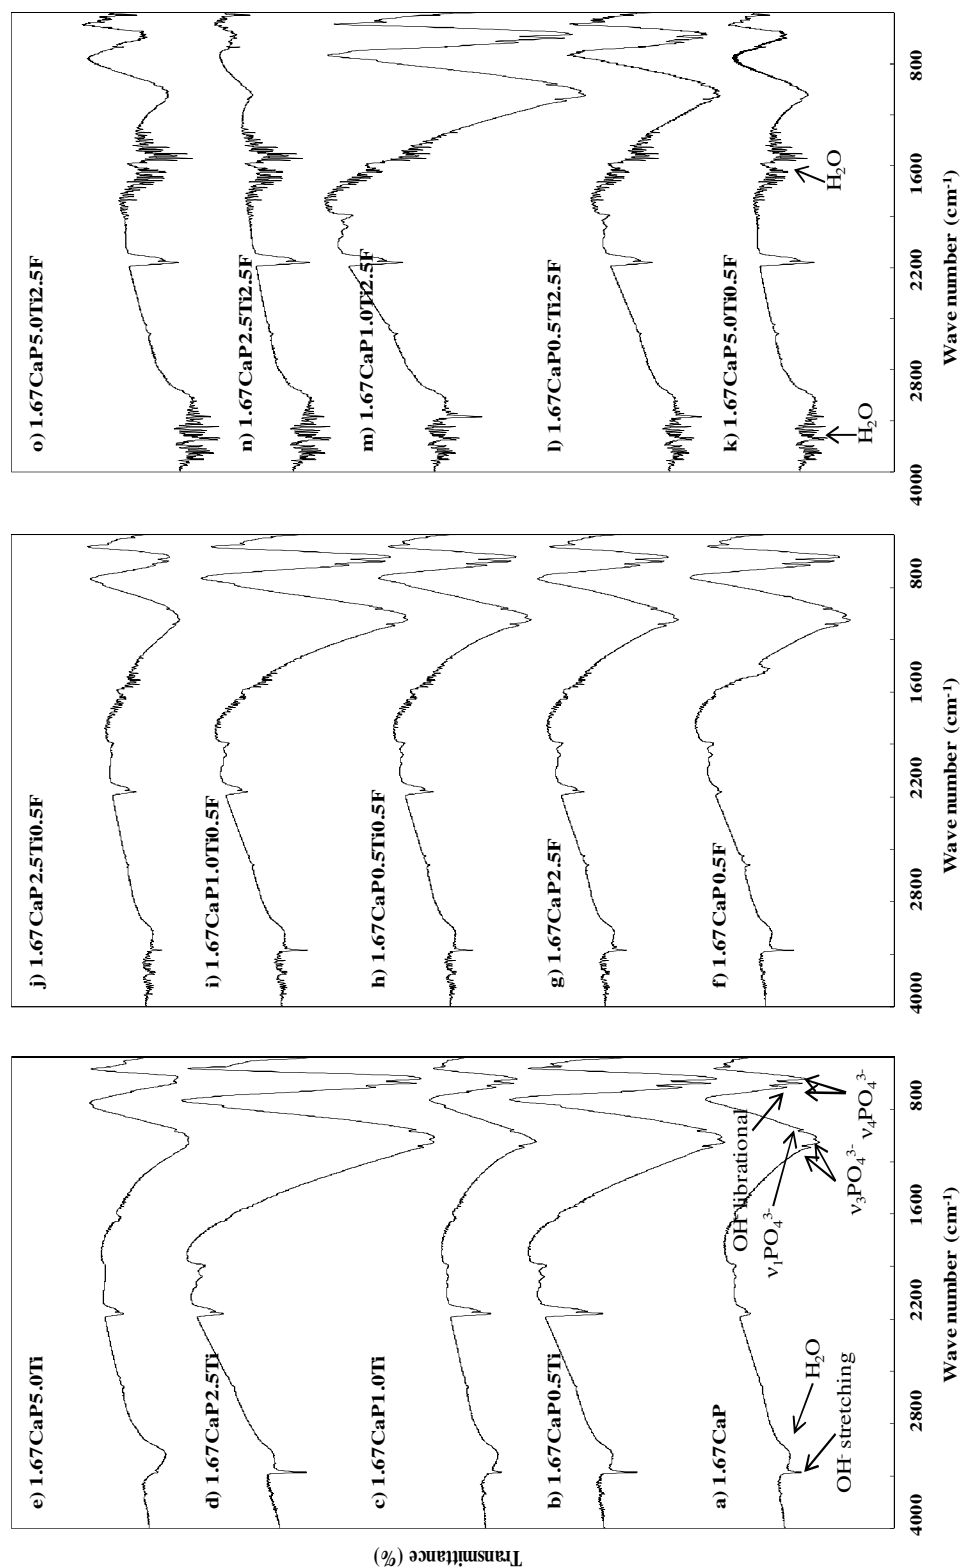 Transmittance (%)
e) 1.67CaP5.0Ti
d) 1.67CaP2.5Ti
c) 1.67CaP1.0Ti
b) 1.67CaP0.5Ti
a) 1.67CaP
OH⁻ stretching
H₂O
OH⁻ librational
ν₁PO₄³⁻
ν₃PO₄³⁻
ν₄PO₄³⁻
4000 2800 2200 1600 800
Wave number (cm⁻¹)
j) 1.67CaP2.5Ti0.5F
i) 1.67CaP1.0Ti0.5F
h) 1.67CaP0.5Ti0.5F
g) 1.67CaP2.5F
f) 1.67CaP0.5F
4000 2800 2200 1600 800
Wave number (cm⁻¹)
o) 1.67CaP5.0Ti2.5F
n) 1.67CaP2.5Ti2.5F
m) 1.67CaP1.0Ti2.5F
l) 1.67CaP0.5Ti2.5F
k) 1.67CaP5.0Ti0.5F
H₂O
H₂O
4000 2800 2200 1600 800
Wave number (cm⁻¹)